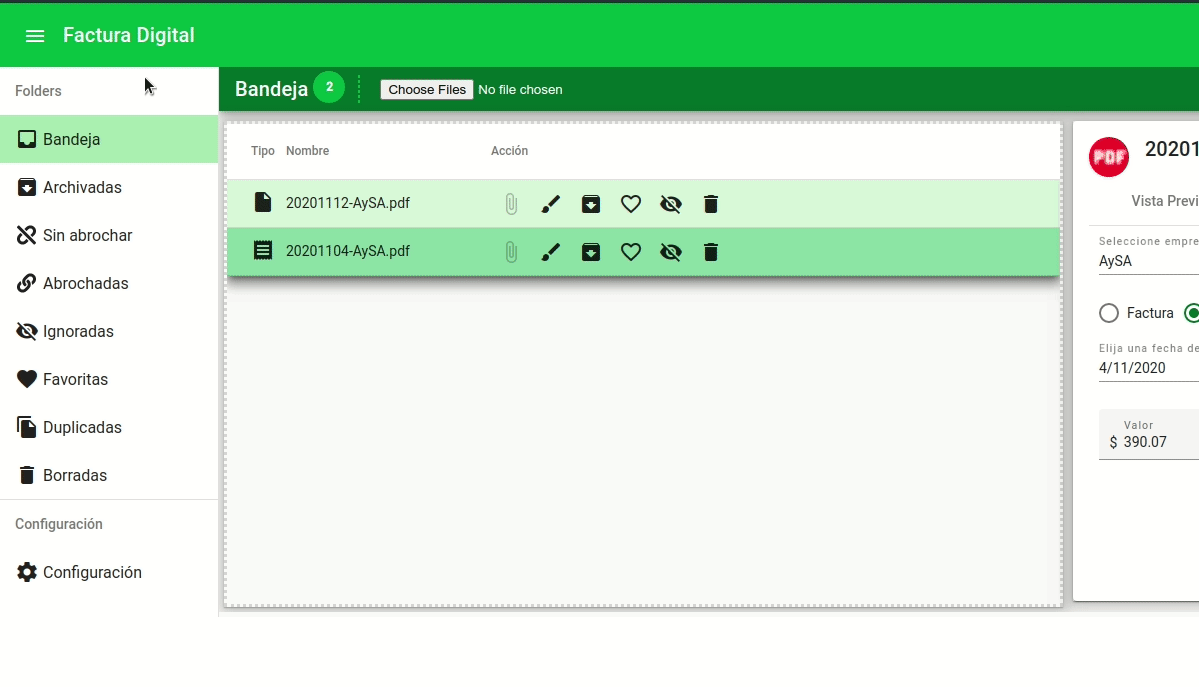 Factura Digital
Folders
Bandeja
Archivadas
Sin abrochar
Abrochadas
Ignoradas
Favoritas
Duplicadas
Borradas
Configuración
Configuración
Bandeja 2 Choose Files No file chosen
Tipo Nombre Acción
20201112-AySA.pdf
20201104-AySA.pdf
PDF 20201
Vista Previ
Seleccione empre
AySA
Factura
Elija una fecha de
4/11/2020
Valor
$ 390.07